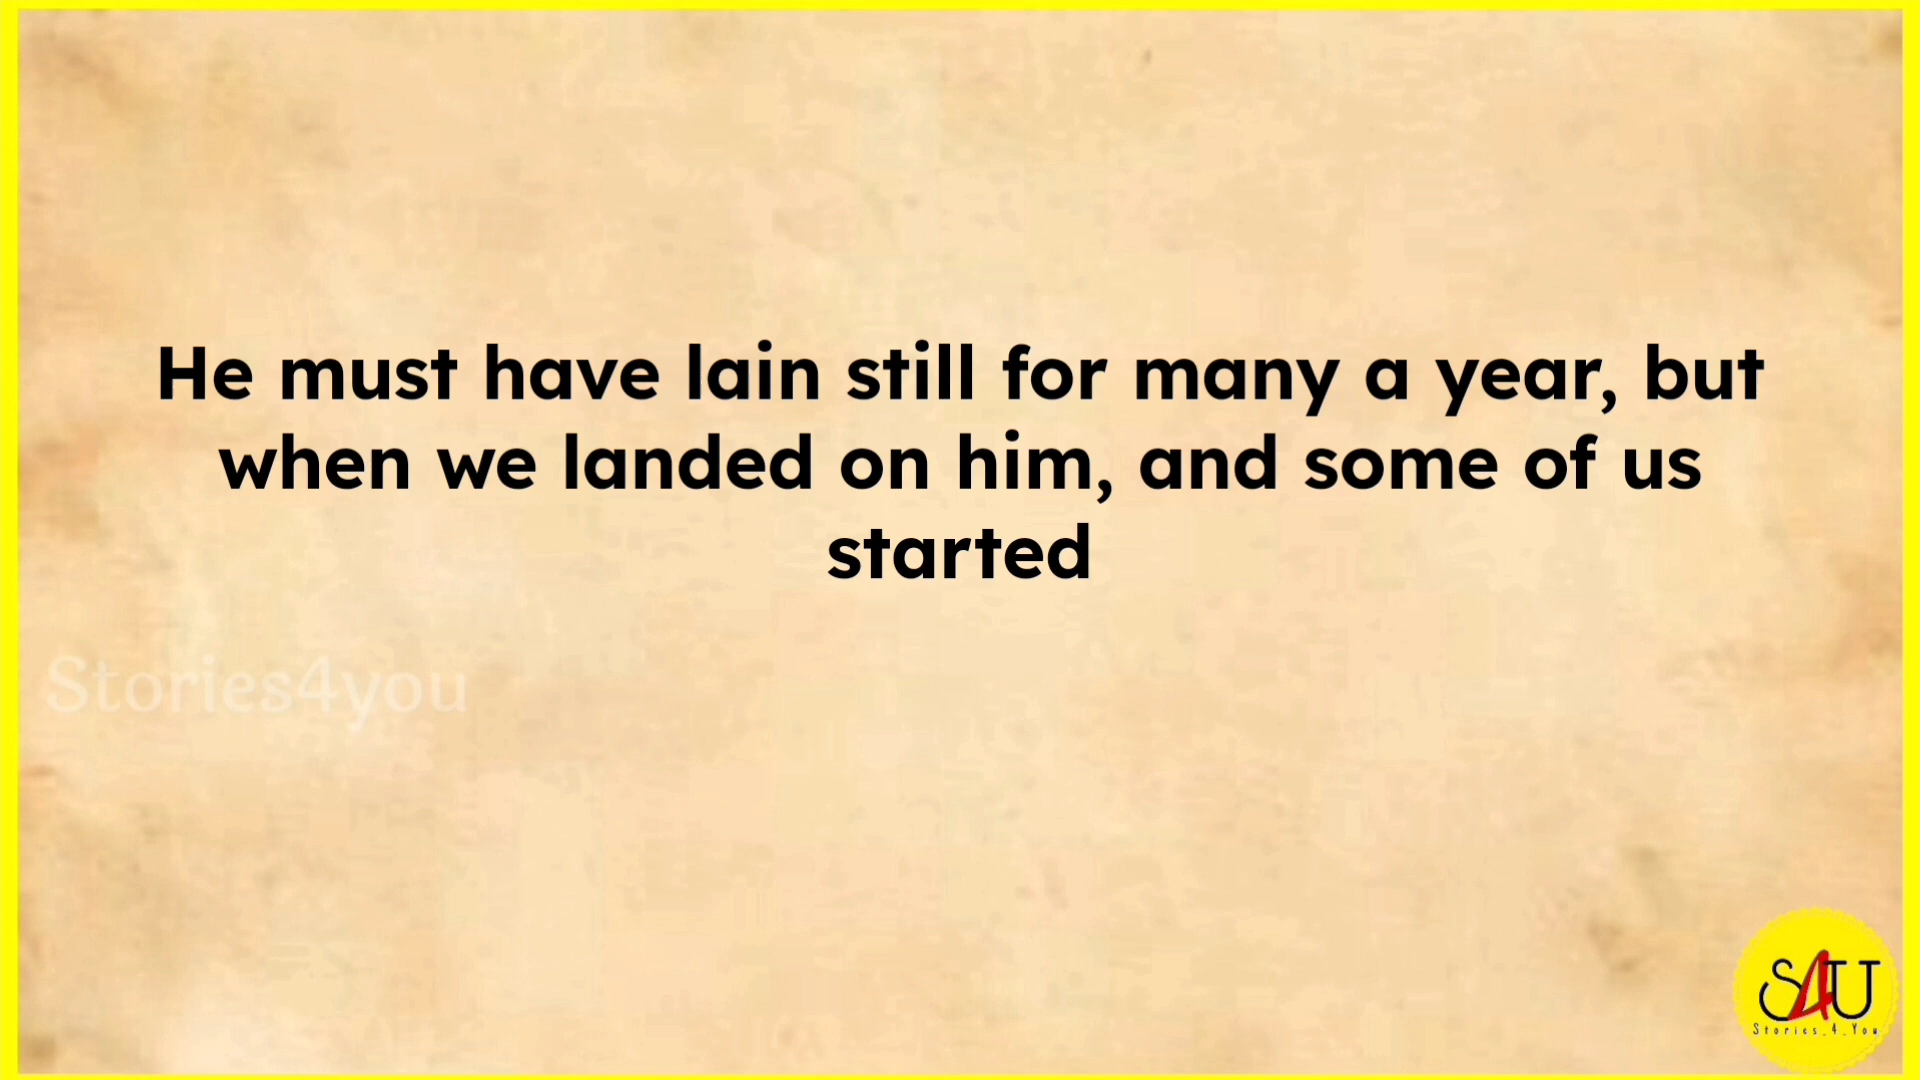 He must have lain still for many a year, but
when we landed on him, and some of us
started
Stories4you
S4U
Stories_4_You